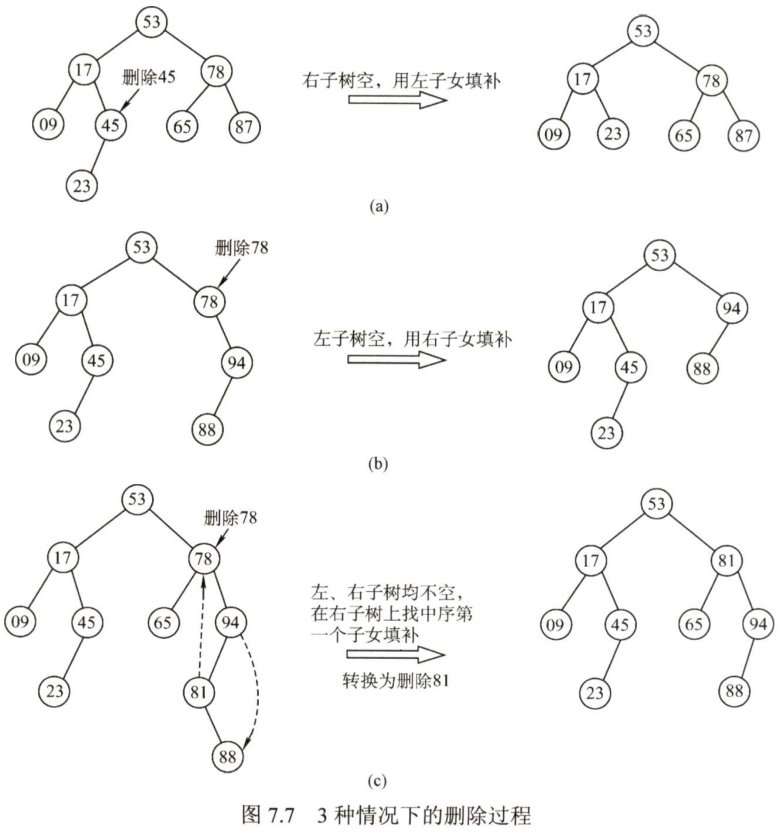 53
17 删除45 78
09 45 65 87
23
右子树空，用左子女填补
53
17 78
09 23 65 87
(a)
53 删除78
17 78
09 45 94
23 88
左子树空，用右子女填补
53
17 94
09 45 88
23
(b)
53 删除78
17 78
09 45 65 94
23 81
88
左、右子树均不空，
在右子树上找中序第
一个子女填补
转换为删除81
53
17 81
09 45 65 94
23 88
(c)
图 7.7 3 种情况下的删除过程